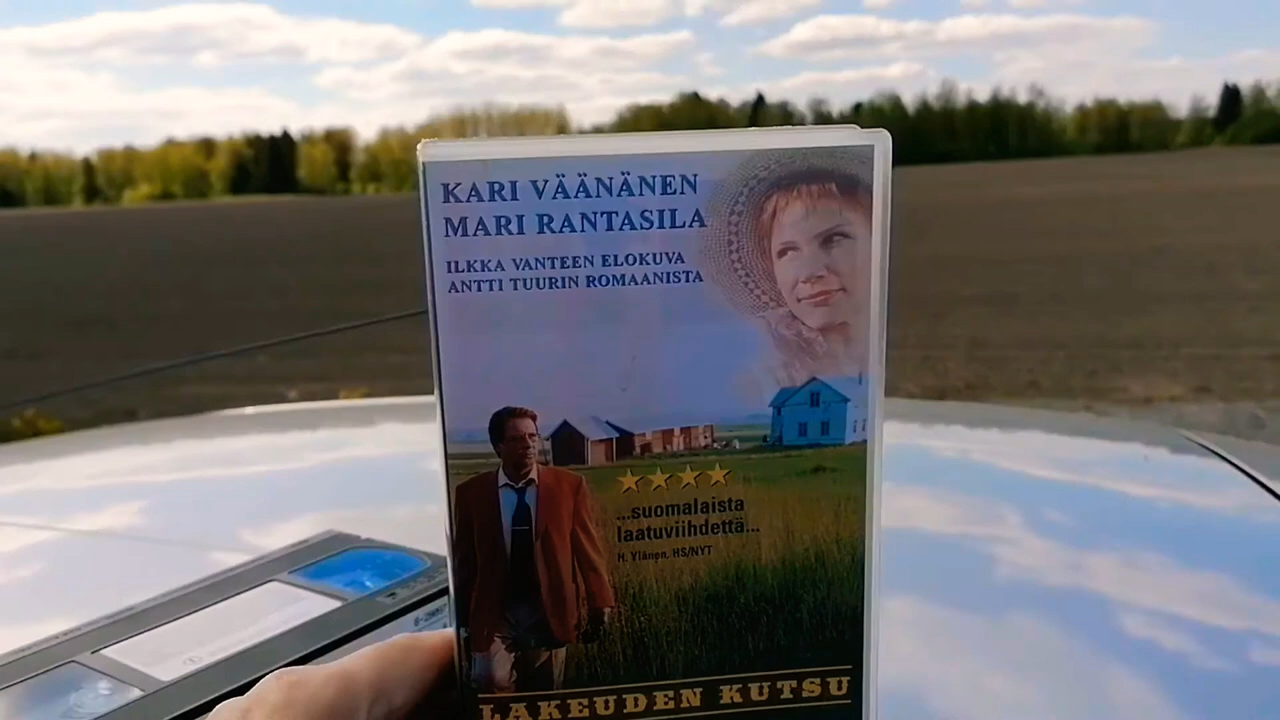 KARI VÄÄNÄNEN
MARI RANTASILA
ILKKA VANTEEN ELOKUVA
ANTTI TUURIN ROMAANISTA
...suomalaista
laatuviihdettä...
H. Ylänen, HS/NYT
LAKEUDEN KUTSU